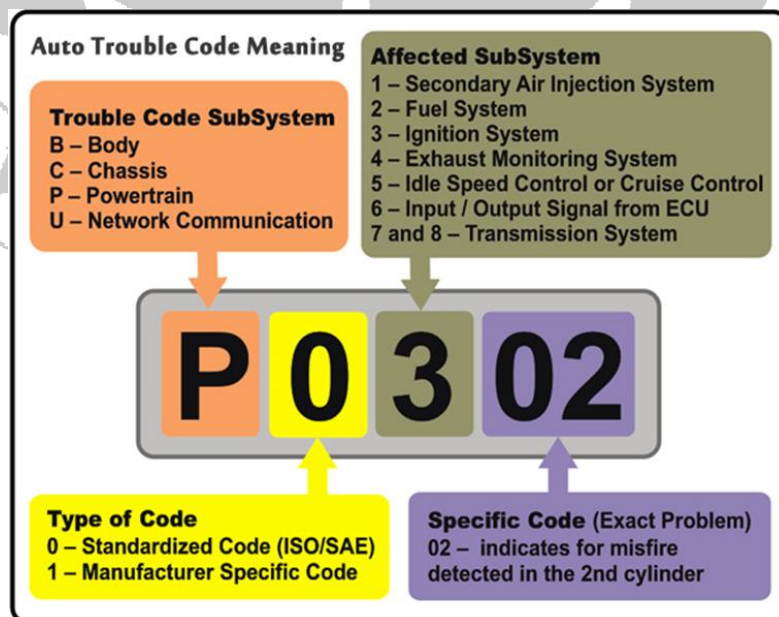 Auto Trouble Code Meaning
Trouble Code SubSystem
B – Body
C – Chassis
P – Powertrain
U – Network Communication
Affected SubSystem
1 – Secondary Air Injection System
2 – Fuel System
3 – Ignition System
4 – Exhaust Monitoring System
5 – Idle Speed Control or Cruise Control
6 – Input / Output Signal from ECU
7 and 8 – Transmission System
P 0 3 02
Type of Code
0 – Standardized Code (ISO/SAE)
1 – Manufacturer Specific Code
Specific Code (Exact Problem)
02 – indicates for misfire
detected in the 2nd cylinder